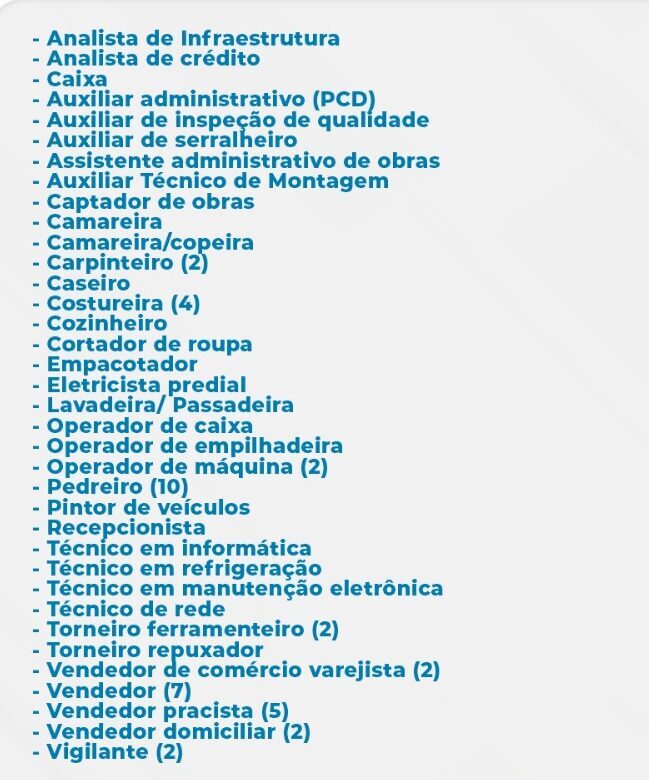 - Analista de Infraestrutura
- Analista de crédito
- Caixa
- Auxiliar administrativo (PCD)
- Auxiliar de inspeção de qualidade
- Auxiliar de serralheiro
- Assistente administrativo de obras
- Auxiliar Técnico de Montagem
- Captador de obras
- Camareira
- Camareira/copeira
- Carpinteiro (2)
- Caseiro
- Costureira (4)
- Cozinheiro
- Cortador de roupa
- Empacotador
- Eletricista predial
- Lavadeira/ Passadeira
- Operador de caixa
- Operador de empilhadeira
- Operador de máquina (2)
- Pedreiro (10)
- Pintor de veículos
- Recepcionista
- Técnico em informática
- Técnico em refrigeração
- Técnico em manutenção eletrônica
- Técnico de rede
- Torneiro ferramenteiro (2)
- Torneiro repuxador
- Vendedor de comércio varejista (2)
- Vendedor (7)
- Vendedor pracista (5)
- Vendedor domiciliar (2)
- Vigilante (2)